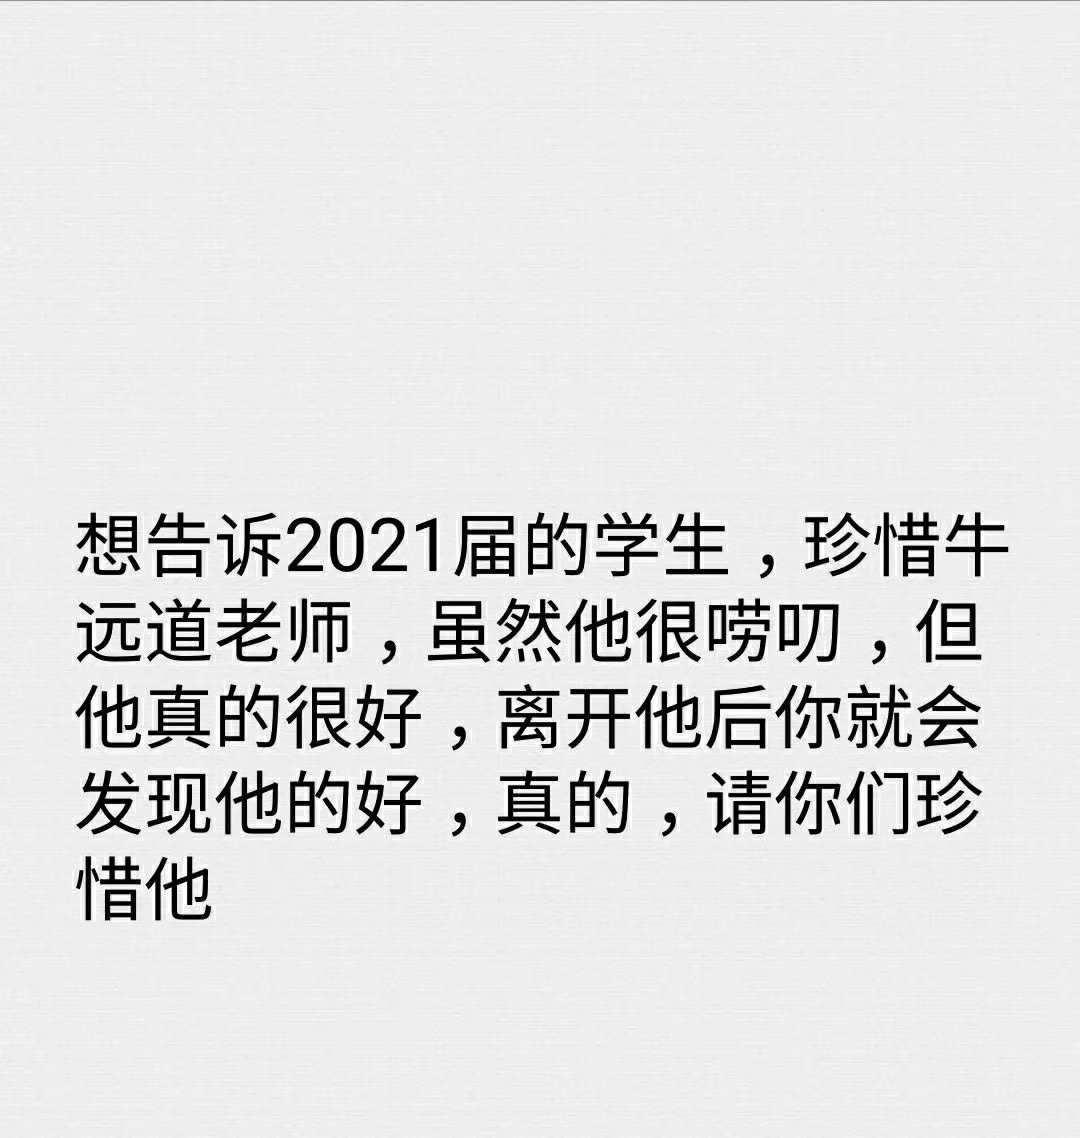 想告诉2021届的学生，珍惜牛
远道老师，虽然他很唠叨，但
他真的很好，离开他后你就会
发现他的好，真的，请你们珍
惜他